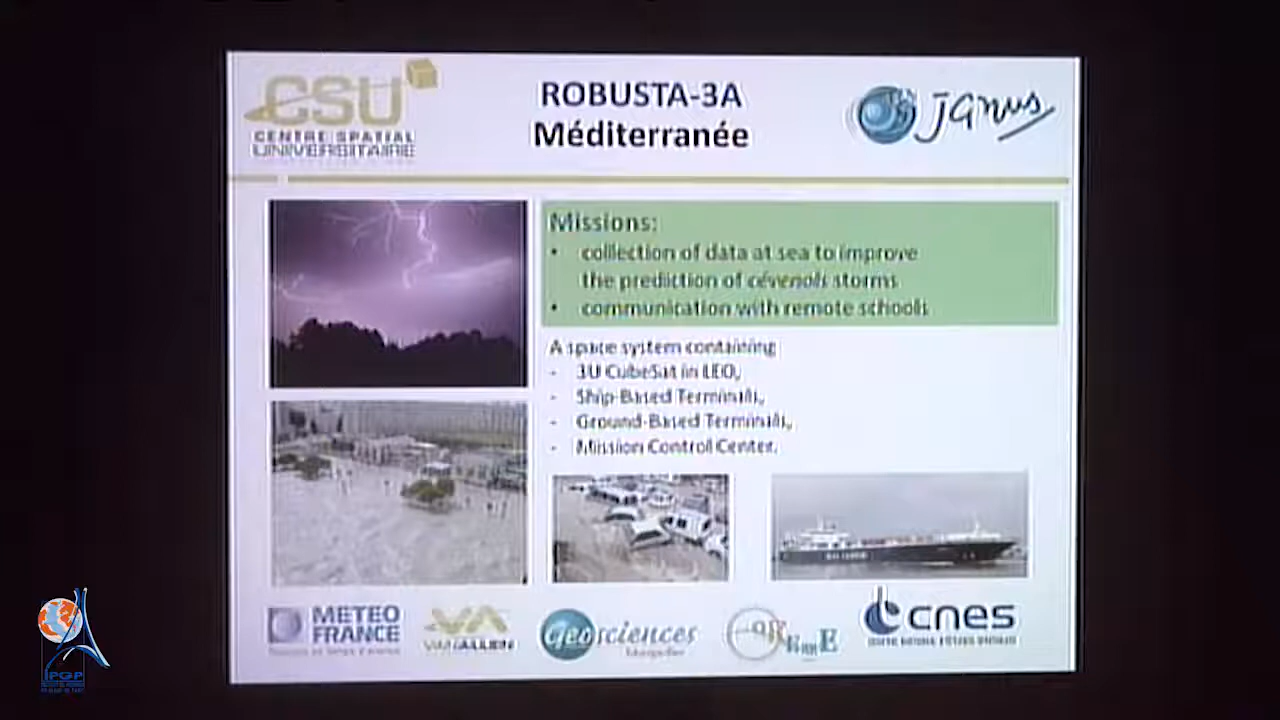 CSU
CENTRE SPATIAL
UNIVERSITAIRE
ROBUSTA-3A
Méditerranée
Janus
Missions:
• collection of data at sea to improve
the prediction of cévenols storms
• communication with remote schools
A space system containing
- 3U CubeSat in LEO,
- Ship-Based Terminals,
- Ground-Based Terminals,
- Mission Control Center.
METEO
FRANCE
VA
VAN ALLEN
Geosciences
Montpellier
cnes
IPGP